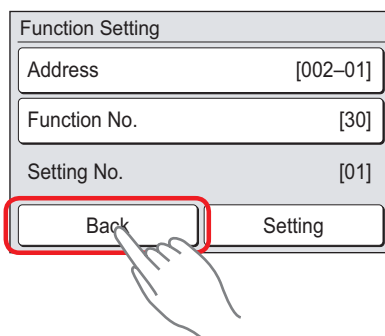 Function Setting
Address [002–01]
Function No. [30]
Setting No. [01]
Back Setting